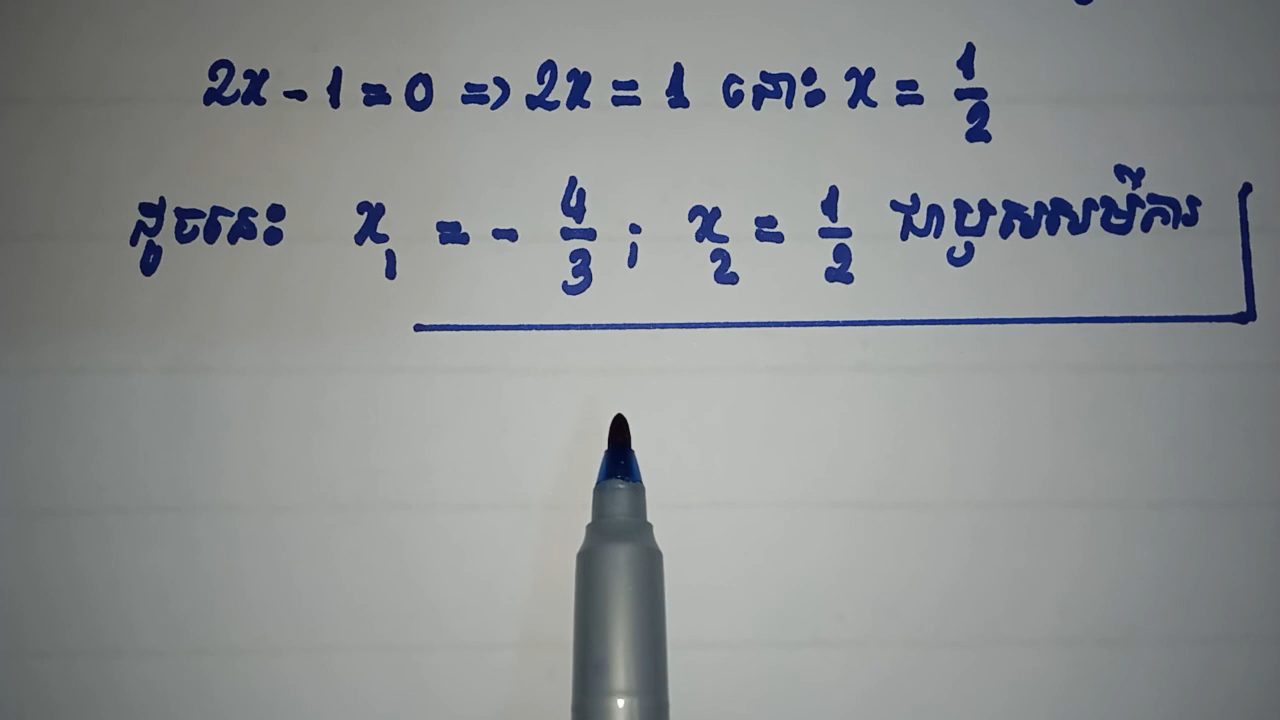 2x - 1 = 0 => 2x = 1 នោះ x = 1/2
ដូចនេះ x₁ = - 4/3 ; x₂ = 1/2 ជាឫសសមីការ